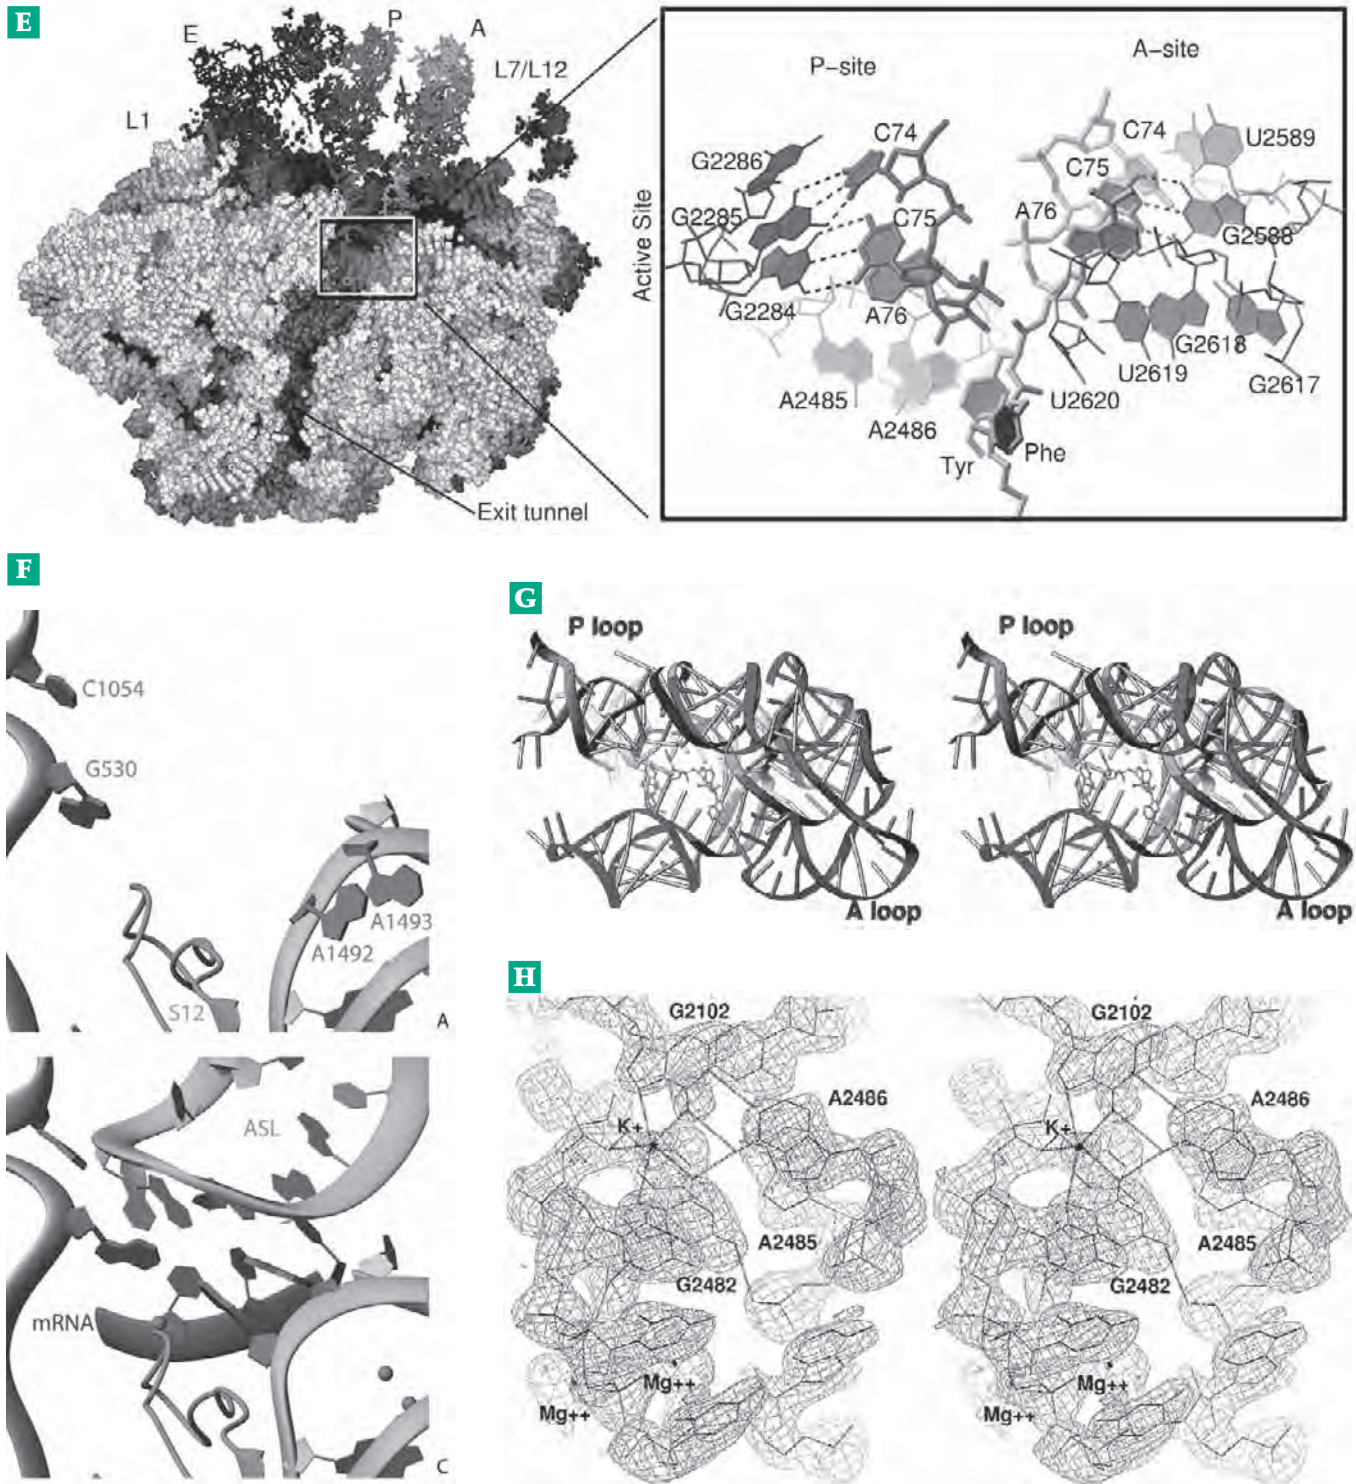 E
E
P
A
L7/L12
L1
Exit tunnel
Active Site
P-site
A-site
G2286
C74
C74
U2589
C75
G2285
C75
A76
G2588
G2284
A76
G2618
A2485
U2619
G2617
A2486
U2620
Tyr
Phe
F
C1054
G530
A1493
A1492
S12
A
ASL
mRNA
C
G
P loop
P loop
A loop
A loop
H
G2102
G2102
A2486
A2486
K+
K+
A2485
A2485
G2482
G2482
Mg++
Mg++
Mg++
Mg++